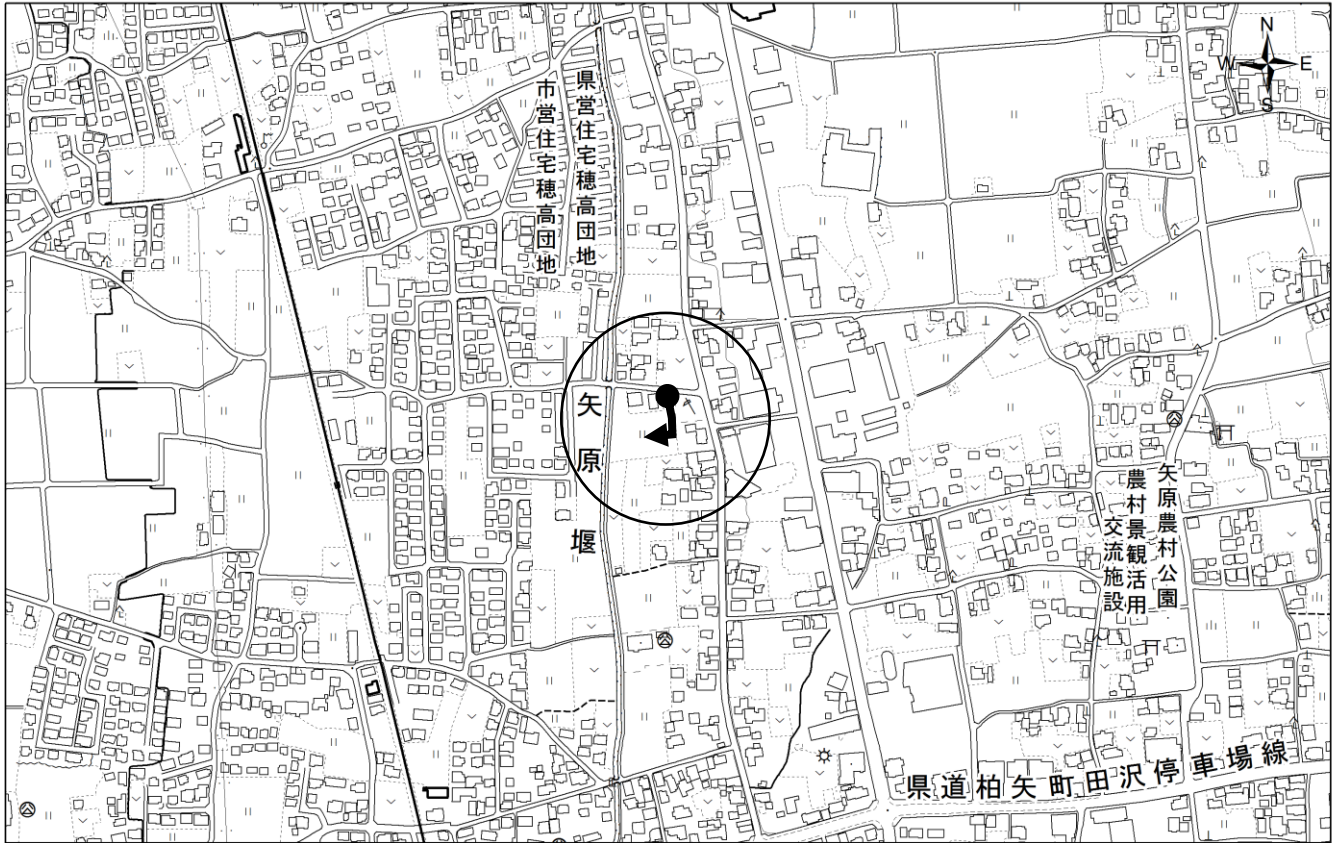 N
W
E
S
県営住宅穂高団地
市営住宅穂高団地
矢原堰
矢原農村公園
農村景観活用
交流施設
県道柏矢町田沢停車場線